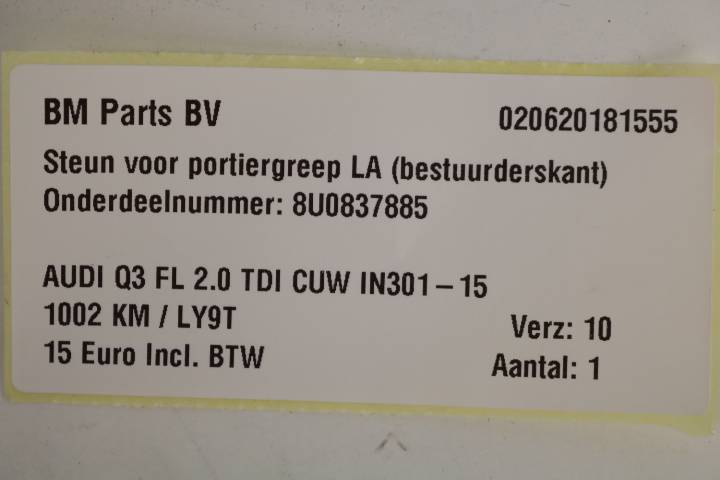 BM Parts BV 020620181555
Steun voor portiergreep LA (bestuurderskant)
Onderdeelnummer: 8U0837885
AUDI Q3 FL 2.0 TDI CUW IN301-15
1002 KM / LY9T Verz: 10
15 Euro Incl. BTW Aantal: 1